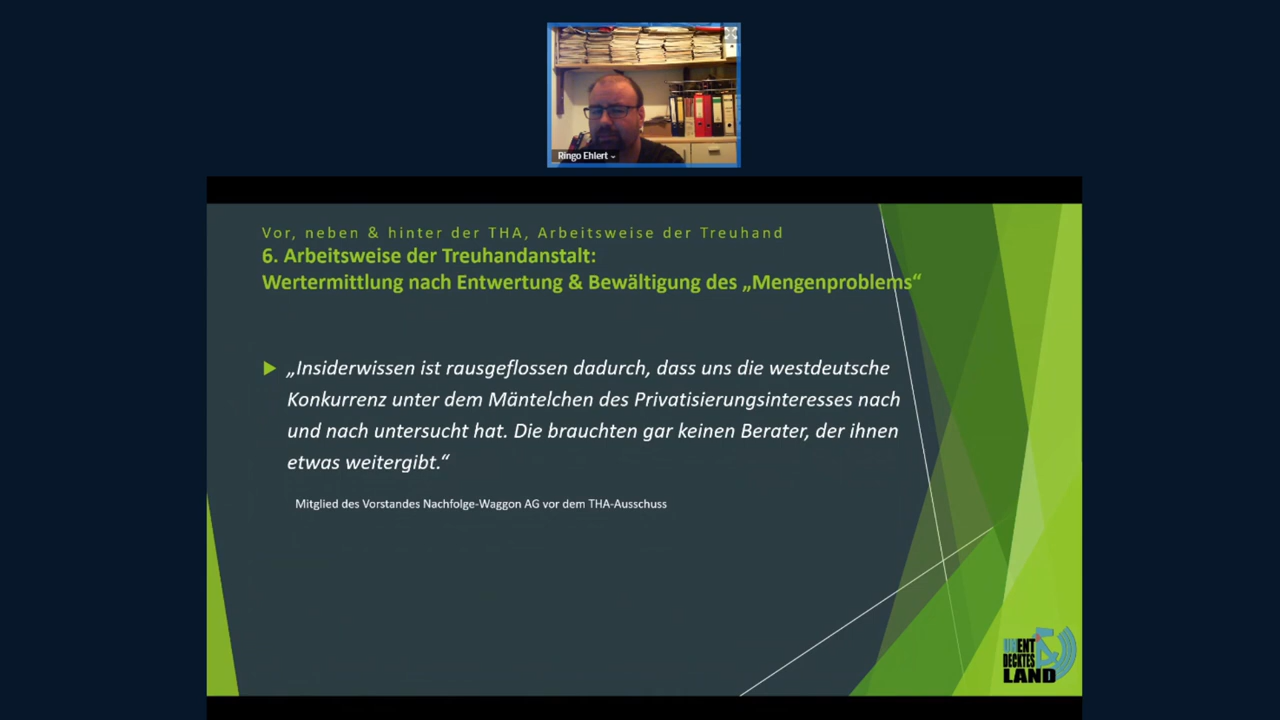 Ringo Ehlert
Vor, neben & hinter der THA, Arbeitsweise der Treuhand
6. Arbeitsweise der Treuhandanstalt:
Wertermittlung nach Entwertung & Bewältigung des „Mengenproblems“
„Insiderwissen ist rausgeflossen dadurch, dass uns die westdeutsche
Konkurrenz unter dem Mäntelchen des Privatisierungsinteresses nach
und nach untersucht hat. Die brauchten gar keinen Berater, der ihnen
etwas weitergibt.“
Mitglied des Vorstandes Nachfolge-Waggon AG vor dem THA-Ausschuss
UNENT
DECKTES
LAND